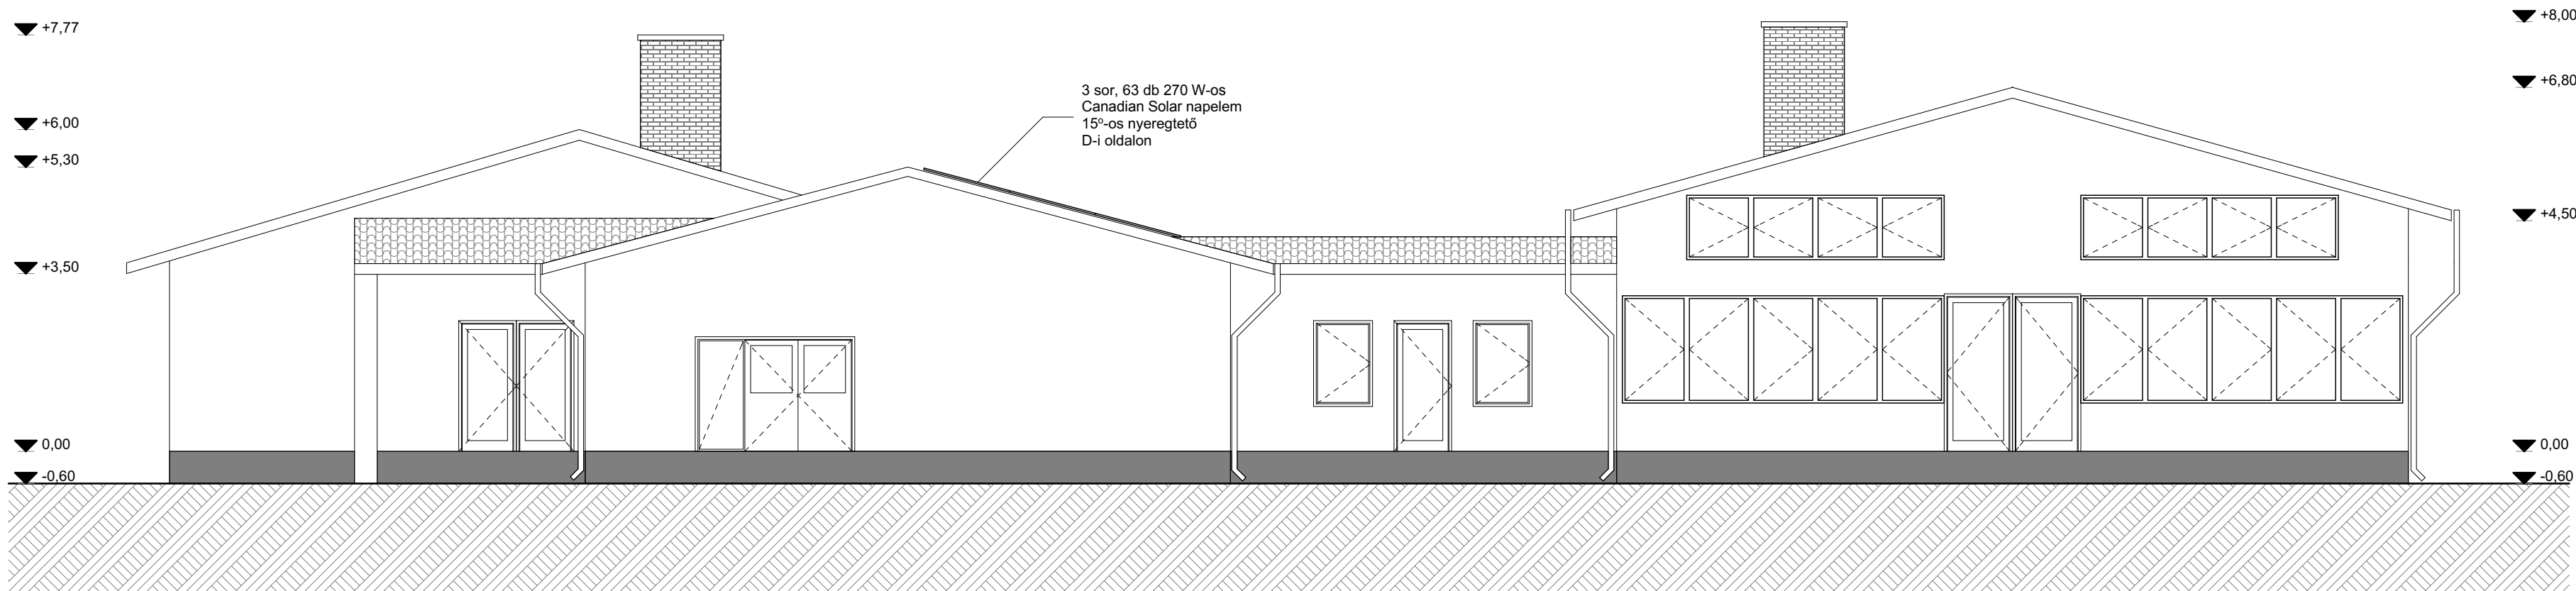 +7,77
+6,00
+5,30
+3,50
0,00
-0,60
3 sor, 63 db 270 W-os
Canadian Solar napelem
15º-os nyeregtető
D-i oldalon
+8,00
+6,80
+4,50
0,00
-0,60